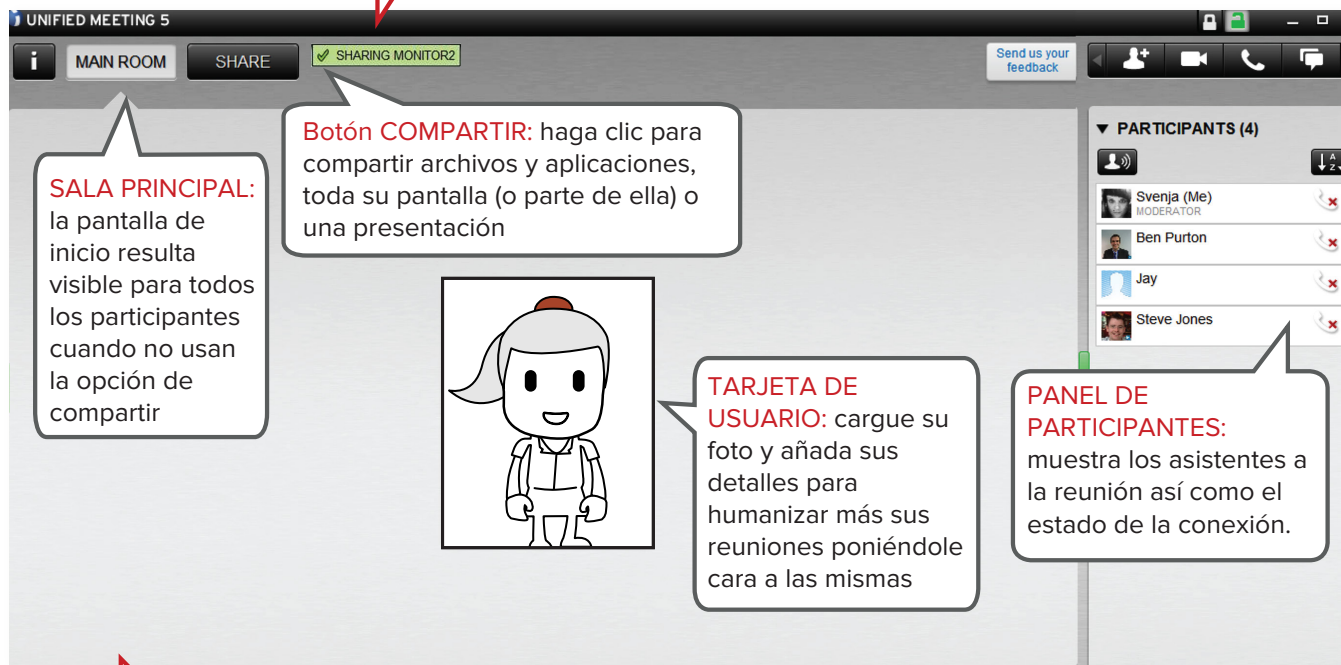 UNIFIED MEETING 5
i
MAIN ROOM
SHARE
SHARING MONITOR2
Send us your
feedback
Botón COMPARTIR: haga clic para
compartir archivos y aplicaciones,
toda su pantalla (o parte de ella) o
una presentación
SALA PRINCIPAL:
la pantalla de
inicio resulta
visible para todos
los participantes
cuando no usan
la opción de
compartir
TARJETA DE
USUARIO: cargue su
foto y añada sus
detalles para
humanizar más sus
reuniones poniéndole
cara a las mismas
PARTICIPANTS (4)
A
Z
Svenja (Me)
MODERATOR
Ben Purton
Jay
Steve Jones
PANEL DE
PARTICIPANTES:
muestra los asistentes a
la reunión así como el
estado de la conexión.